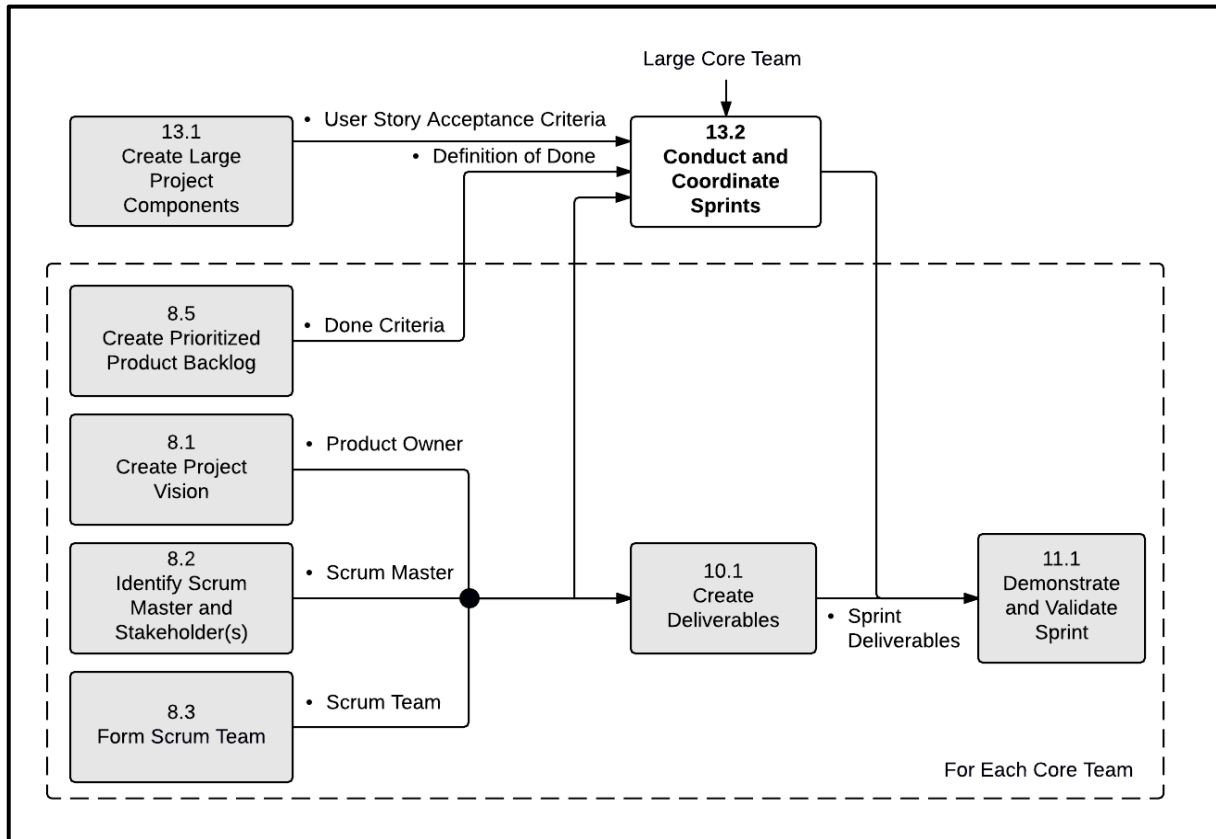 Large Core Team
13.1
Create Large
Project
Components
• User Story Acceptance Criteria
• Definition of Done
13.2
Conduct and
Coordinate
Sprints
8.5
Create Prioritized
Product Backlog
• Done Criteria
8.1
Create Project
Vision
• Product Owner
8.2
Identify Scrum
Master and
Stakeholder(s)
• Scrum Master
10.1
Create
Deliverables
• Sprint
Deliverables
11.1
Demonstrate
and Validate
Sprint
8.3
Form Scrum Team
• Scrum Team
For Each Core Team